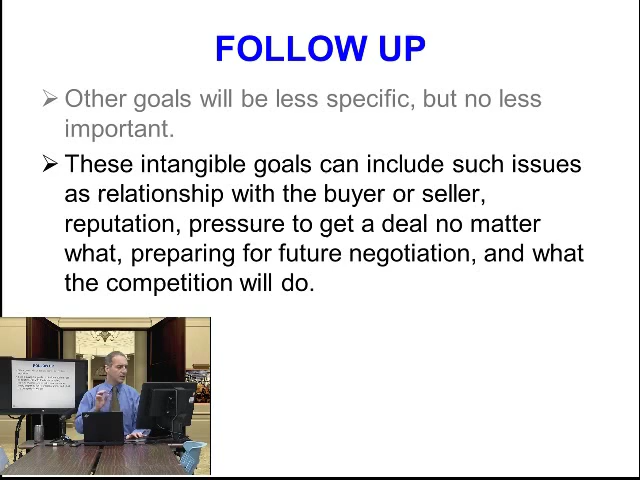 FOLLOW UP
➢ Other goals will be less specific, but no less
important.
➢ These intangible goals can include such issues
as relationship with the buyer or seller,
reputation, pressure to get a deal no matter
what, preparing for future negotiation, and what
the competition will do.
FOLLOW UP